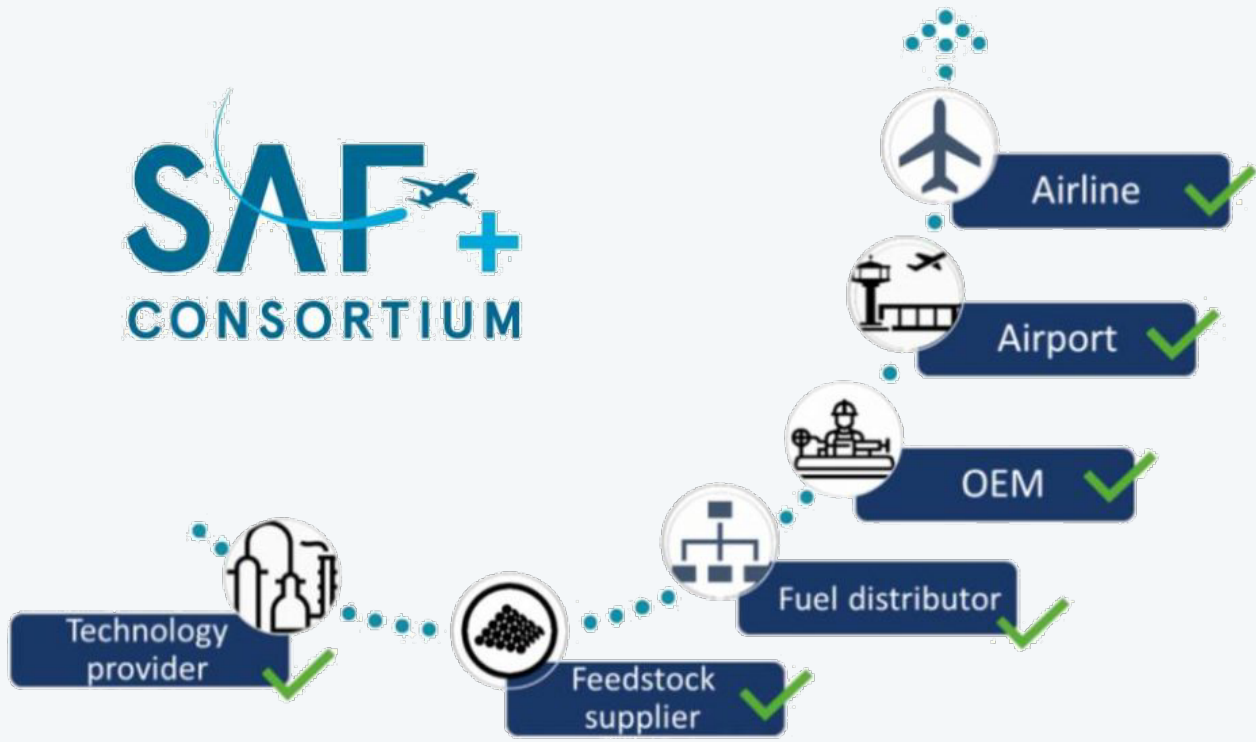 SAF+
CONSORTIUM
Airline
Airport
OEM
Fuel distributor
Technology
provider
Feedstock
supplier